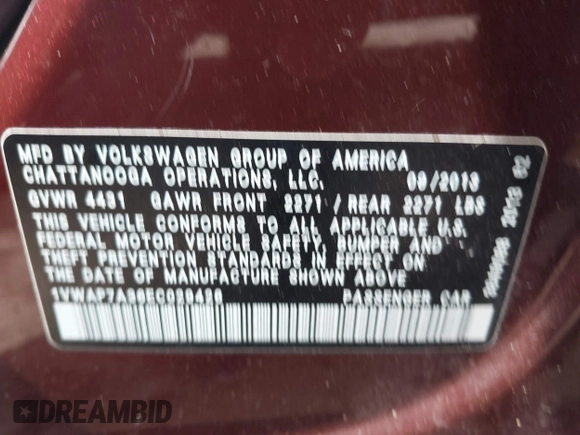 MFD BY VOLKSWAGEN GROUP OF AMERICA
CHATTANOOGA OPERATIONS, LLC. 08/2013
GVWR 4431 GAWR FRONT 2271 / REAR 2271 LBS
THIS VEHICLE CONFORMS TO ALL APPLICABLE U.S.
FEDERAL MOTOR VEHICLE SAFETY, BUMPER AND
THEFT PREVENTION STANDARDS IN EFFECT ON
THE DATE OF MANUFACTURE SHOWN ABOVE
PASSENGER CAR
DREAMBID